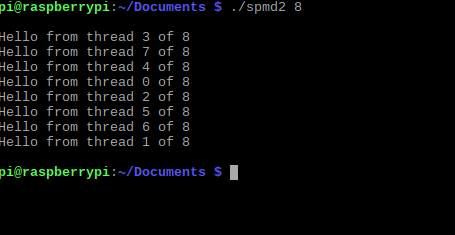 pi@raspberrypi:~/Documents $ ./spmd2 8
Hello from thread 3 of 8
Hello from thread 7 of 8
Hello from thread 4 of 8
Hello from thread 0 of 8
Hello from thread 2 of 8
Hello from thread 5 of 8
Hello from thread 6 of 8
Hello from thread 1 of 8
pi@raspberrypi:~/Documents $